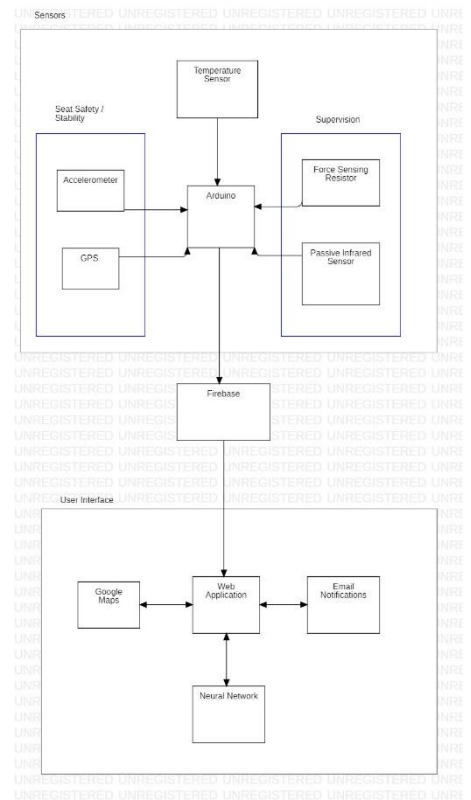 Sensors
Temperature
Sensor
Seat Safety /
Stability
Supervision
Accelerometer
Arduino
Force Sensing
Resistor
GPS
Passive Infrared
Sensor
Firebase
User Interface
Google
Maps
Web
Application
Email
Notifications
Neural Network
UNREGISTERED